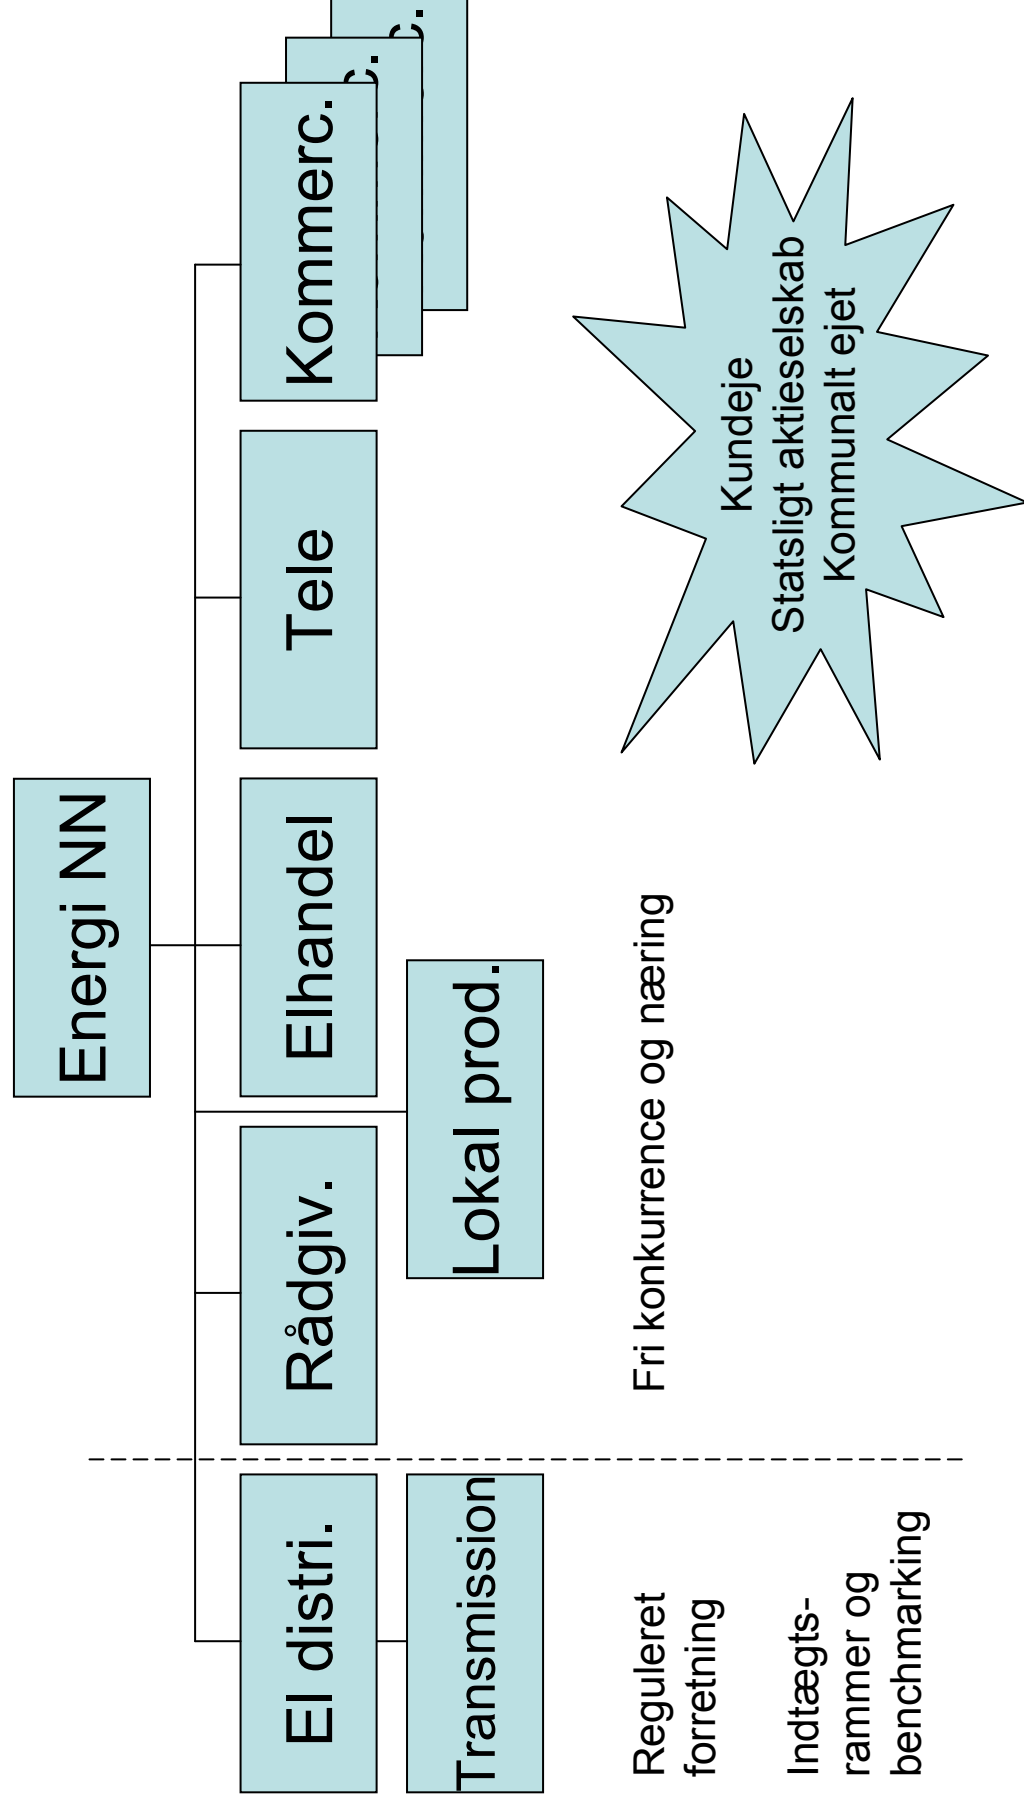 Energi NN
El distri.
Rådgiv.
Elhandel
Tele
Kommerc.
c.
c.
Transmission
Lokal prod.
Reguleret
forretning
Indtægts-
rammer og
benchmarking
Fri konkurrence og næring
Kundeje
Statsligt aktieselskab
Kommunalt ejet